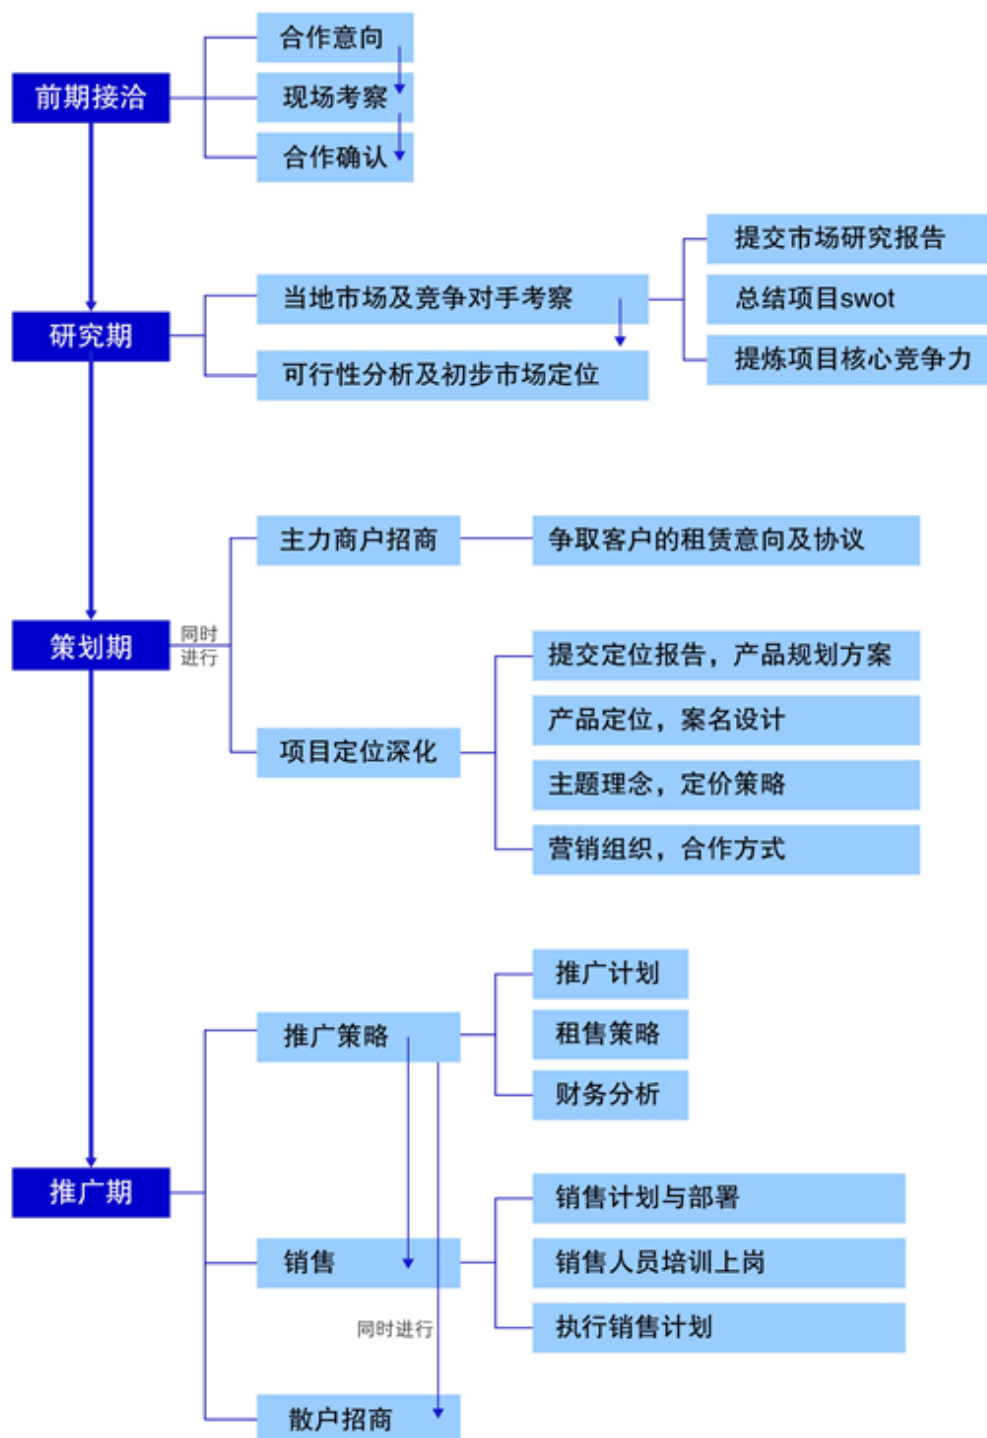 合作意向
前期接洽
现场考察
合作确认
提交市场研究报告
当地市场及竞争对手考察
总结项目swot
研究期
提炼项目核心竞争力
可行性分析及初步市场定位
主力商户招商
争取客户的租赁意向及协议
策划期
同时
进行
提交定位报告，产品规划方案
产品定位，案名设计
项目定位深化
主题理念，定价策略
营销组织，合作方式
推广计划
推广策略
租售策略
财务分析
推广期
销售计划与部署
销售
销售人员培训上岗
同时进行
执行销售计划
散户招商